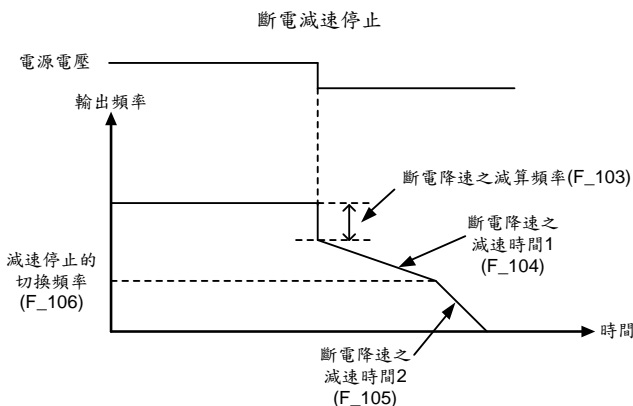 斷電減速停止
電源電壓
輸出頻率
斷電降速之減算頻率(F_103)
斷電降速之
減速時間1
(F_104)
減速停止的
切換頻率
(F_106)
時間
斷電降速之
減速時間2
(F_105)